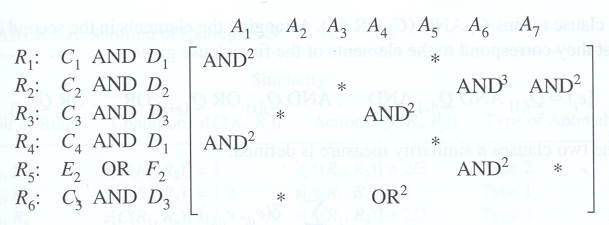 A₁ A₂ A₃ A₄ A₅ A₆ A₇
R₁: C₁ AND D₁ AND² *
R₂: C₂ AND D₂ * AND³ AND²
R₃: C₃ AND D₃ * AND²
R₄: C₄ AND D₁ AND² *
R₅: E₂ OR F₂ AND² *
R₆: C₃ AND D₃ * OR²